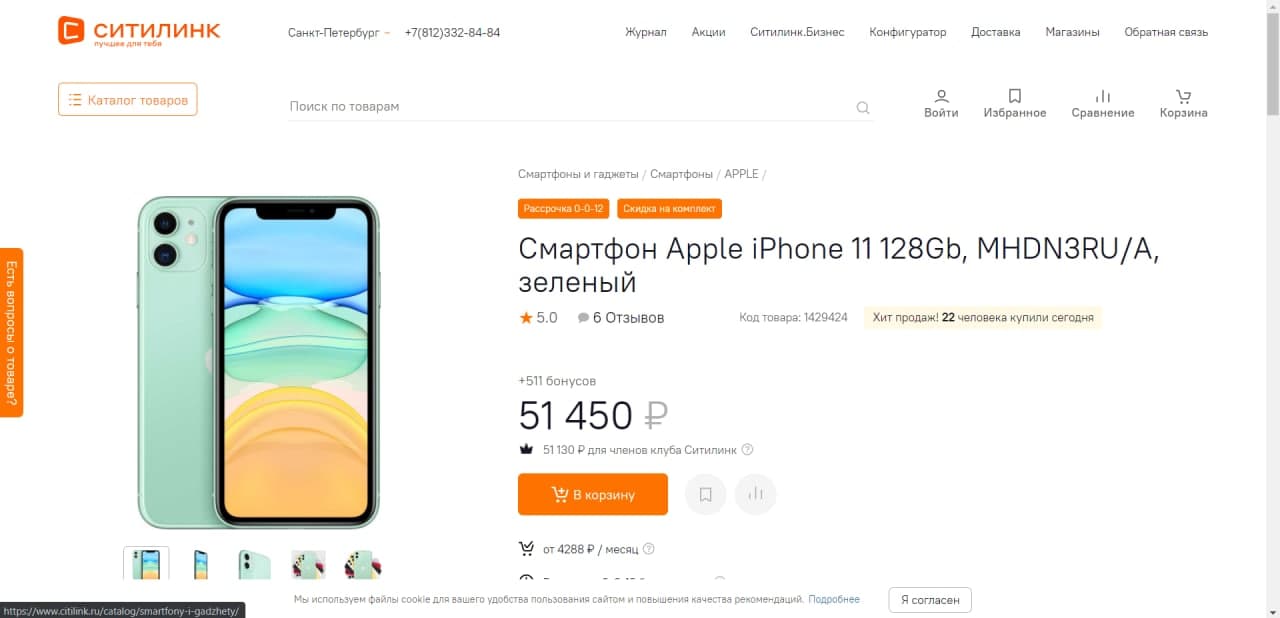 СИТИЛИНК
лучшее для тебя
Санкт-Петербург
+7(812)332-84-84
Журнал
Акции
Ситилинк.Бизнес
Конфигуратор
Доставка
Магазины
Обратная связь
Каталог товаров
Поиск по товарам
Войти
Избранное
Сравнение
Корзина
Смартфоны и гаджеты / Смартфоны / APPLE /
Рассрочка 0-0-12
Скидка на комплект
Смартфон Apple iPhone 11 128Gb, MHDN3RU/A,
зеленый
5.0
6 Отзывов
Код товара: 1429424
Хит продаж! 22 человека купили сегодня
Есть вопросы о товаре?
+511 бонусов
51 450 ₽
51 130 ₽ для членов клуба Ситилинк ?
В корзину
от 4288 ₽ / месяц ?
Мы используем файлы cookie для вашего удобства пользования сайтом и повышения качества рекомендаций. Подробнее
Я согласен
https://www.citilink.ru/catalog/smartfony-i-gadzhety/